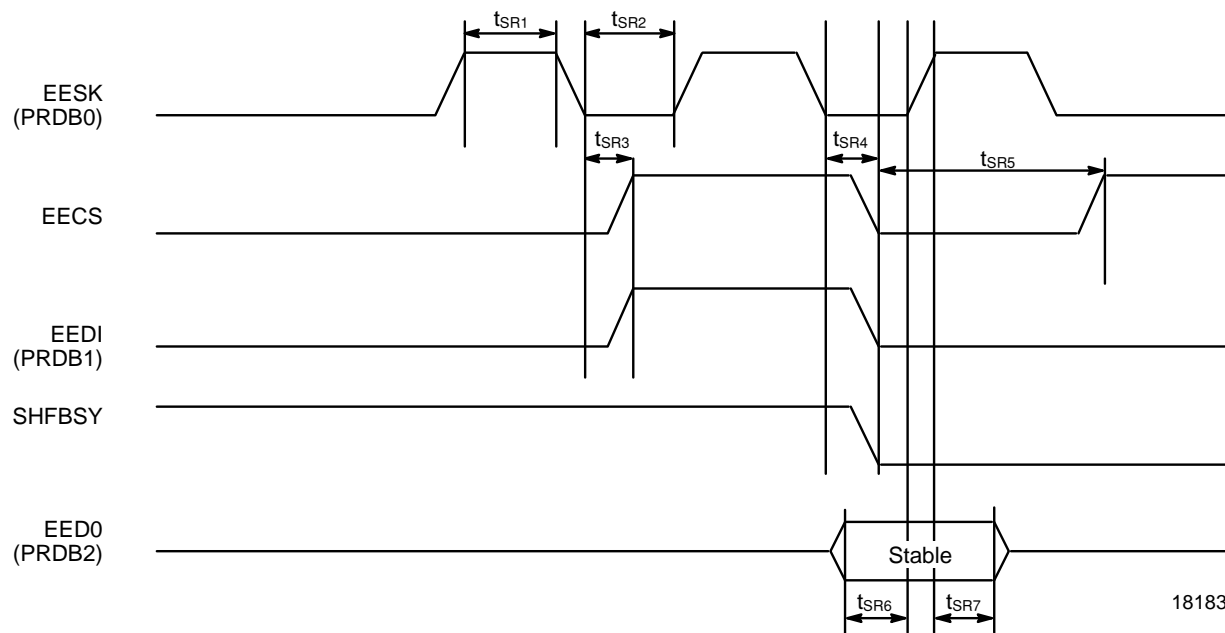 tSR1
tSR2
EESK
(PRDB0)
tSR3
tSR4
tSR5
EECS
EEDI
(PRDB1)
SHFBSY
EED0
(PRDB2)
Stable
tSR6
tSR7
18183